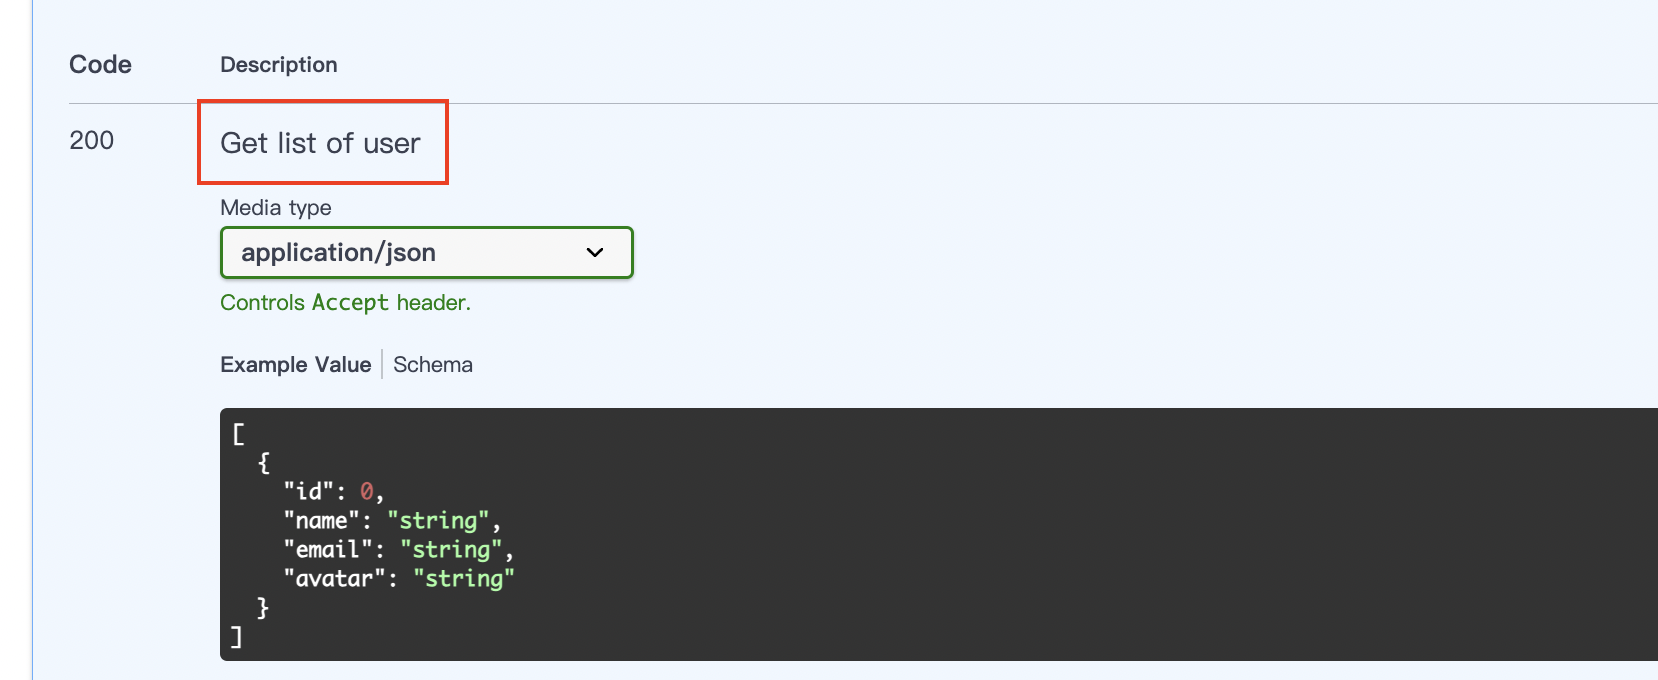 Code Description
200 Get list of user
Media type
application/json
Controls Accept header.
Example Value Schema
[
  {
    "id": 0,
    "name": "string",
    "email": "string",
    "avatar": "string"
  }
]